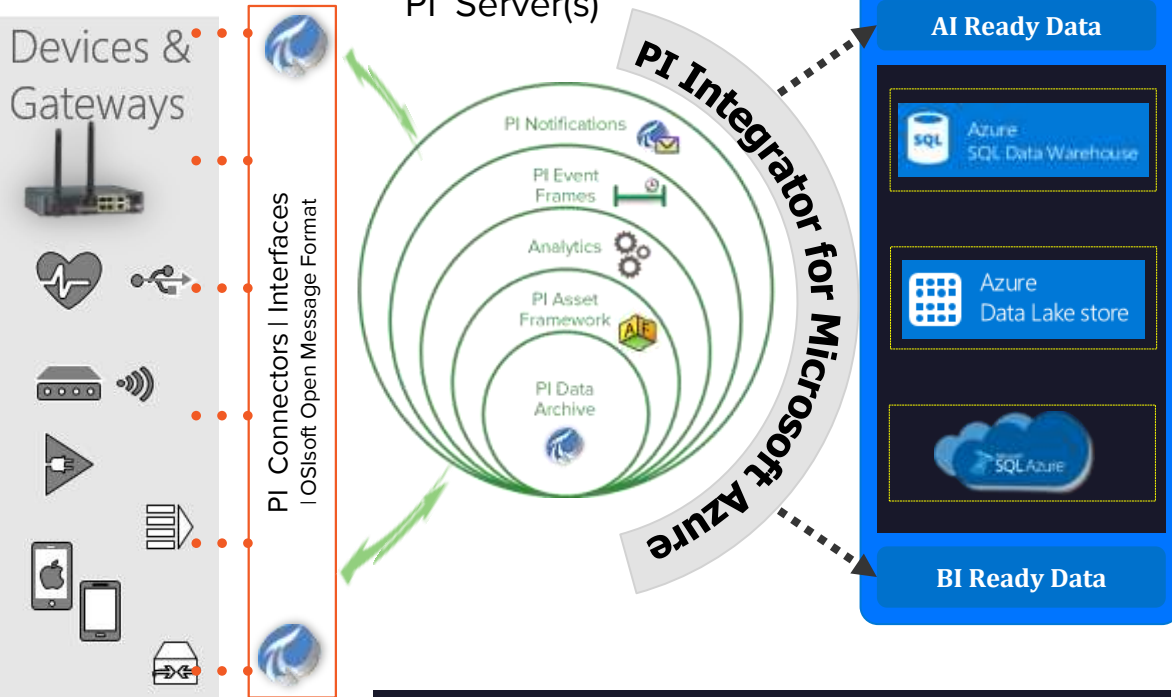 PI Server(s)
Devices &
Gateways
PI Connectors| Interfaces
|OSIsoft Open Message Format
PI Notifications
PI Event
Frames
Analytics
PI Asset
Framework
AF
PI Data
Archive
PI Integrator for Microsoft Azure
AI Ready Data
SQL
Azure
SQL Data Warehouse
Azure
Data Lake store
Microsoft
SQL Azure
BI Ready Data